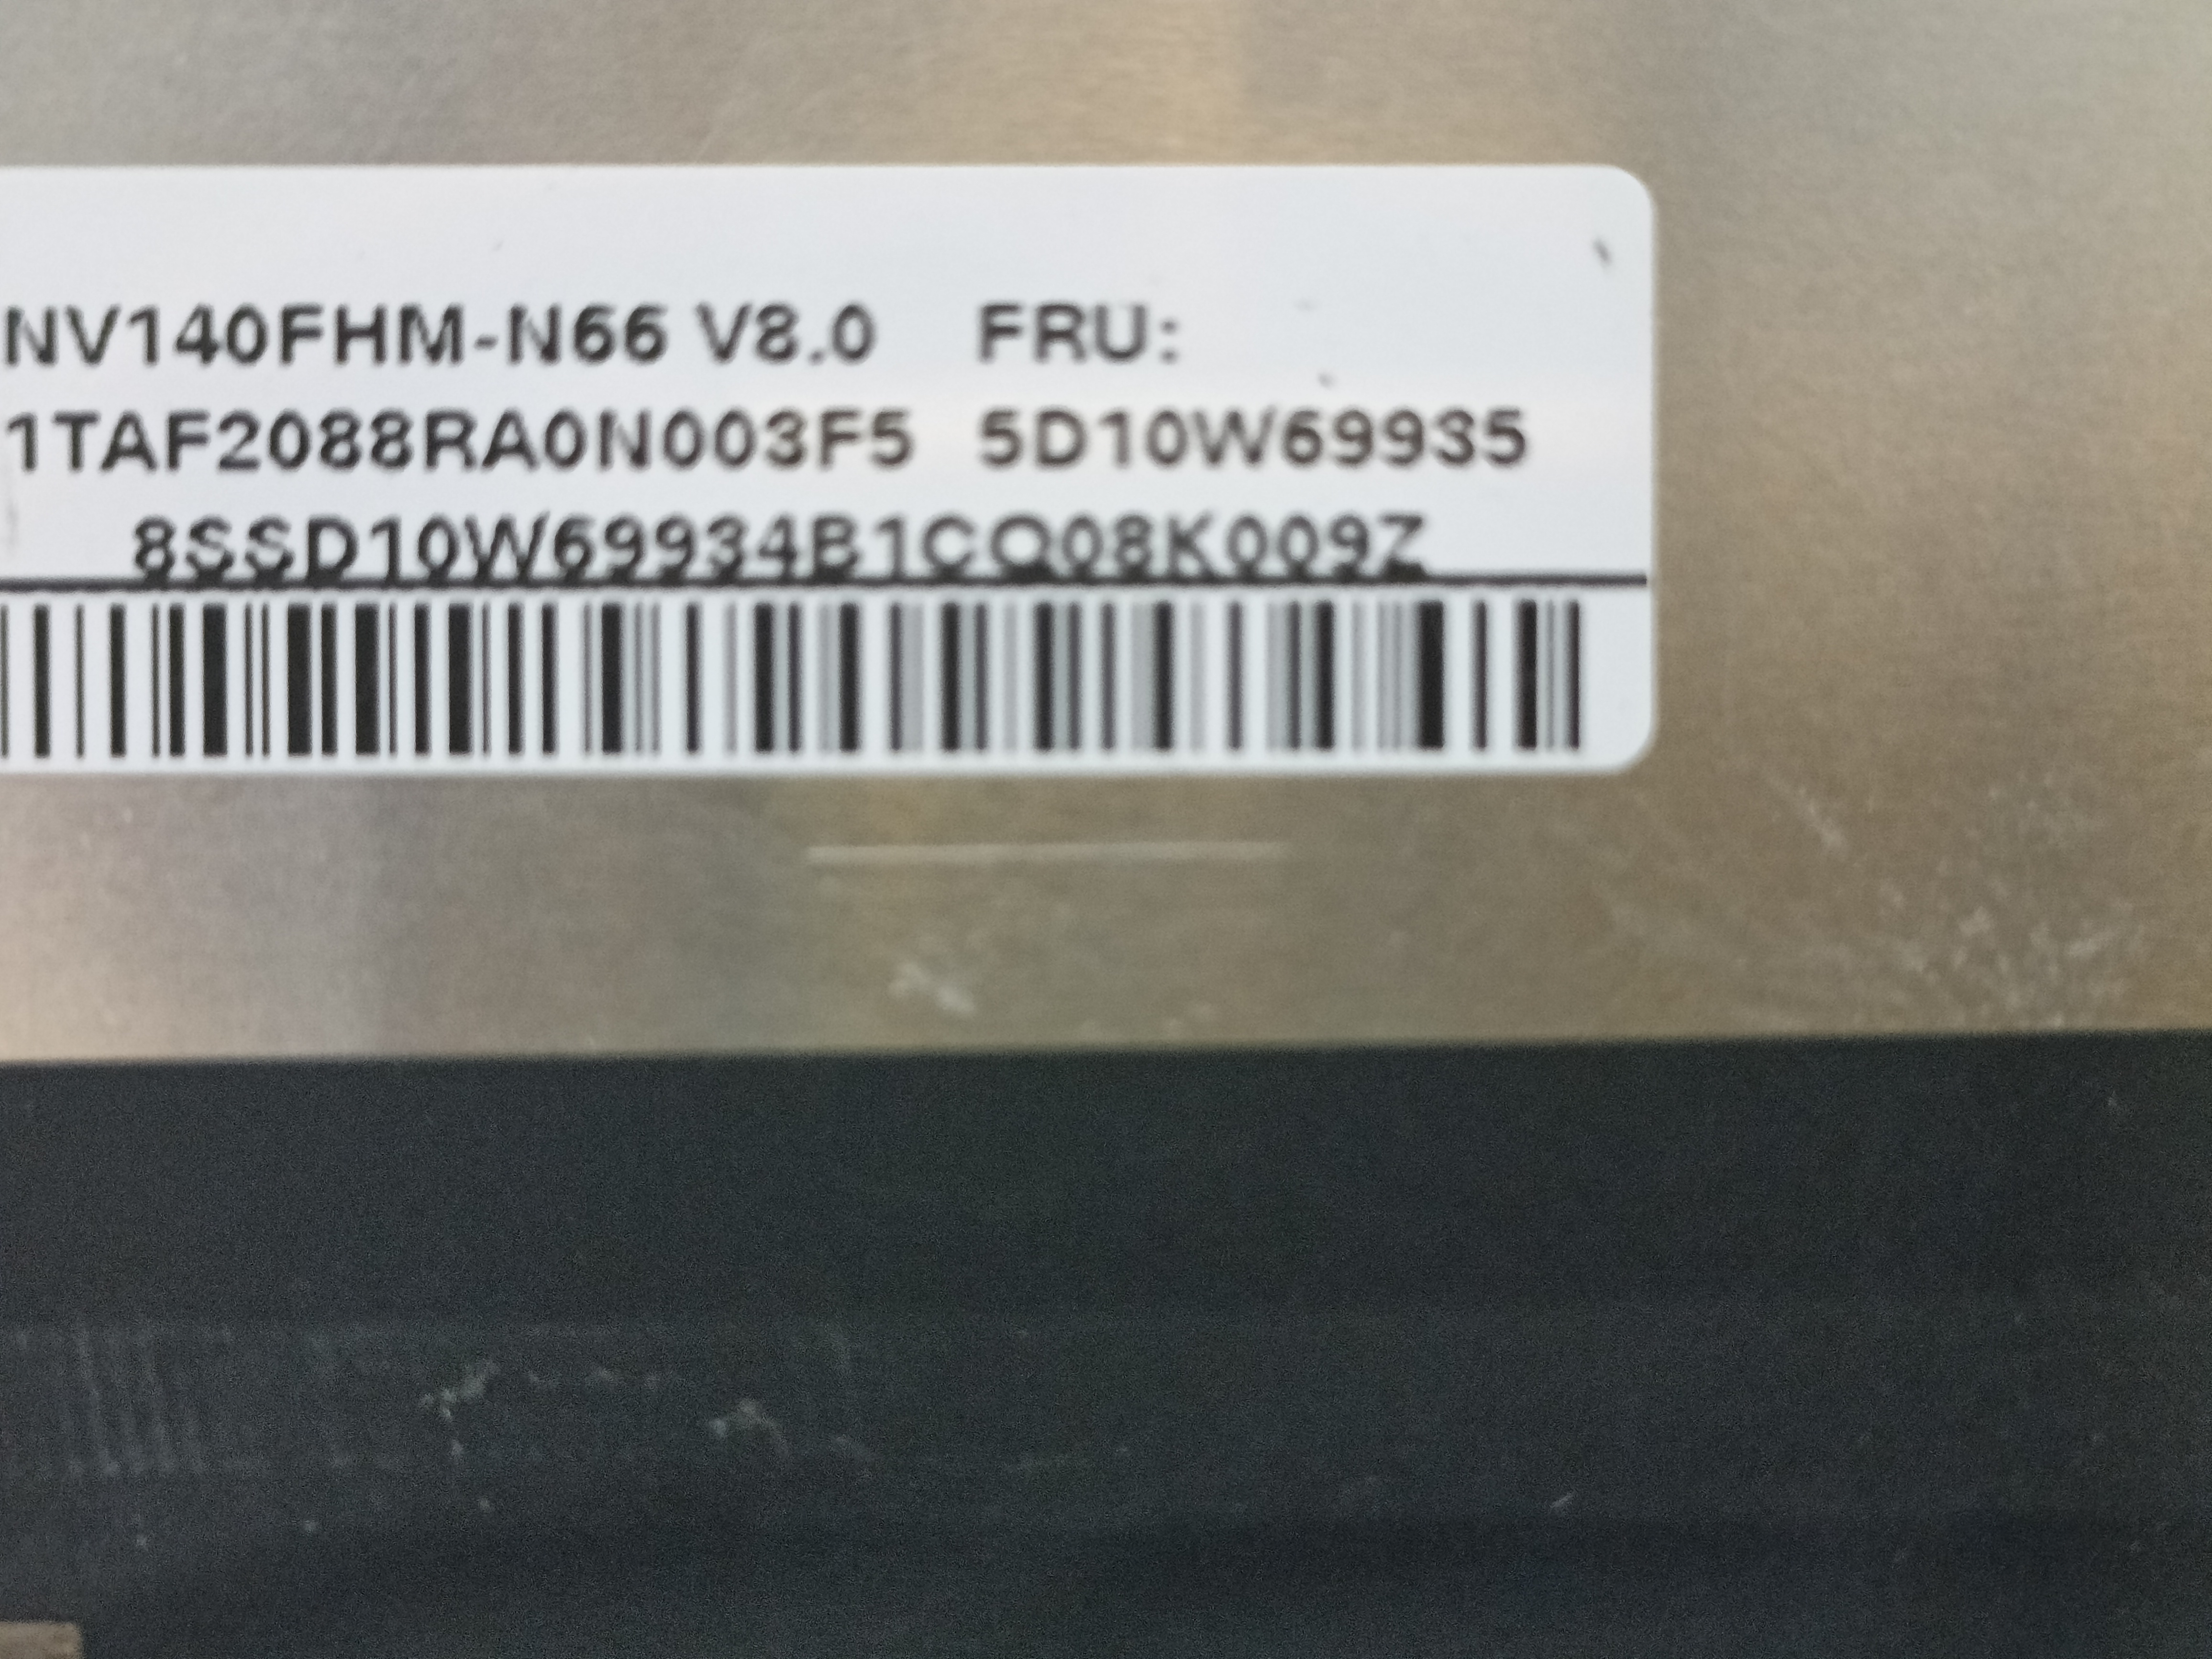 NV140FHM-N66 V8.0 FRU:
1TAF2088RA0N003F5 5D10W69935
8SSD10W69934B1CQ08K009Z